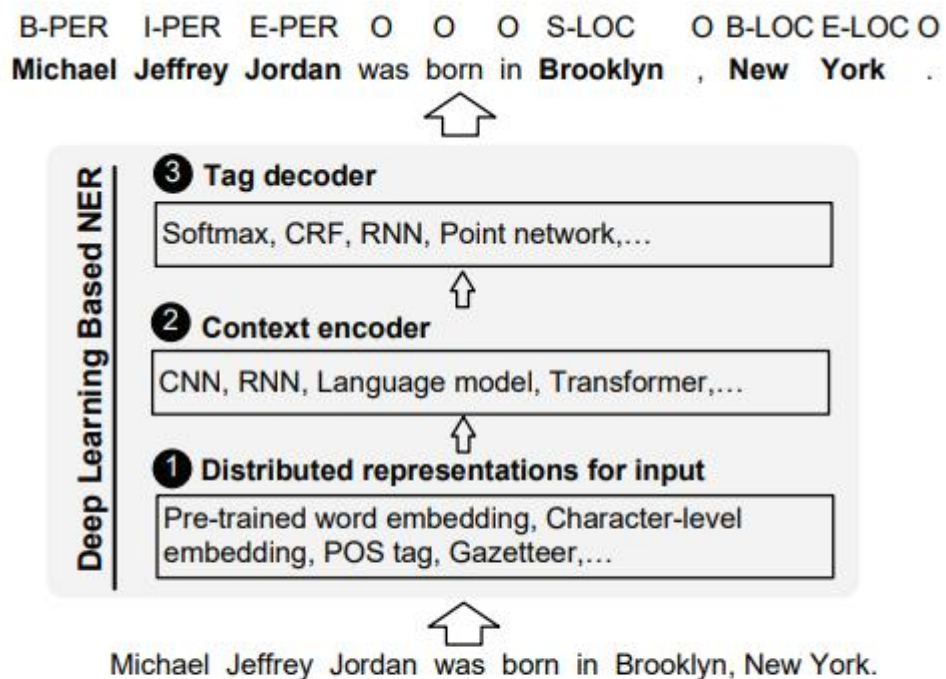 B-PER I-PER E-PER O O O S-LOC O B-LOC E-LOC O
Michael Jeffrey Jordan was born in Brooklyn , New York .
Deep Learning Based NER
3 Tag decoder
Softmax, CRF, RNN, Point network,…
2 Context encoder
CNN, RNN, Language model, Transformer,…
1 Distributed representations for input
Pre-trained word embedding, Character-level
embedding, POS tag, Gazetteer,…
Michael Jeffrey Jordan was born in Brooklyn, New York.